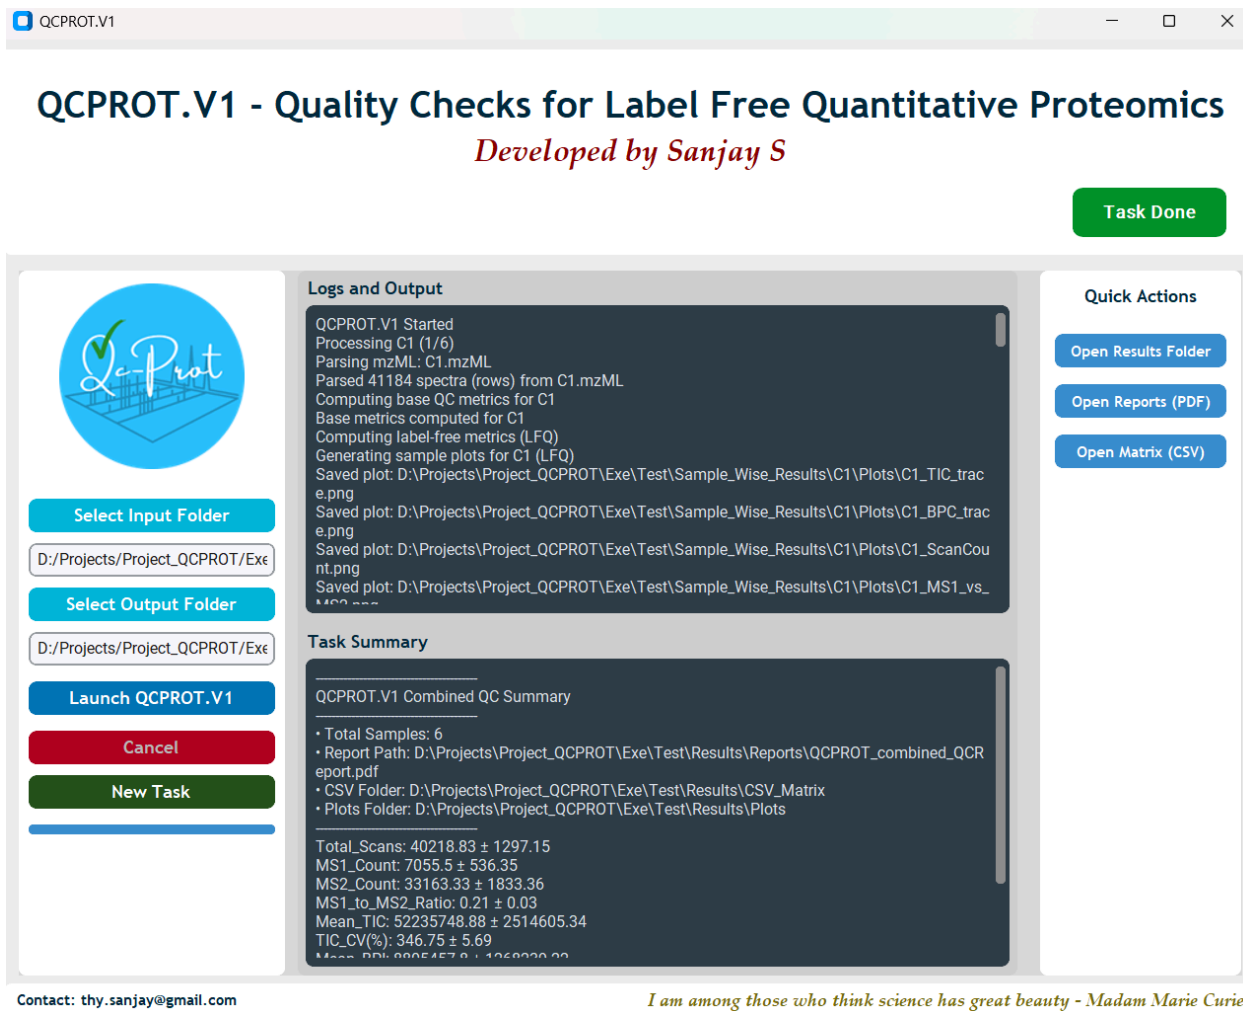 QCPROT.V1
QCPROT.V1 - Quality Checks for Label Free Quantitative Proteomics
Developed by Sanjay S
Task Done
Qc-Prot
Select Input Folder
D:/Projects/Project_QCPROT/Exe
Select Output Folder
D:/Projects/Project_QCPROT/Exe
Launch QCPROT.V1
Cancel
New Task
Logs and Output
QCPROT.V1 Started
Processing C1 (1/6)
Parsing mzML: C1.mzML
Parsed 41184 spectra (rows) from C1.mzML
Computing base QC metrics for C1
Base metrics computed for C1
Computing label-free metrics (LFQ)
Generating sample plots for C1 (LFQ)
Saved plot: D:\Projects\Project_QCPROT\Exe\Test\Sample_Wise_Results\C1\Plots\C1_TIC_trac
e.png
Saved plot: D:\Projects\Project_QCPROT\Exe\Test\Sample_Wise_Results\C1\Plots\C1_BPC_trac
e.png
Saved plot: D:\Projects\Project_QCPROT\Exe\Test\Sample_Wise_Results\C1\Plots\C1_ScanCou
nt.png
Saved plot: D:\Projects\Project_QCPROT\Exe\Test\Sample_Wise_Results\C1\Plots\C1_MS1_vs_
MS2.png
Task Summary
QCPROT.V1 Combined QC Summary
• Total Samples: 6
• Report Path: D:\Projects\Project_QCPROT\Exe\Test\Results\Reports\QCPROT_combined_QCR
eport.pdf
• CSV Folder: D:\Projects\Project_QCPROT\Exe\Test\Results\CSV_Matrix
• Plots Folder: D:\Projects\Project_QCPROT\Exe\Test\Results\Plots
Total_Scans: 40218.83 ± 1297.15
MS1_Count: 7055.5 ± 536.35
MS2_Count: 33163.33 ± 1833.36
MS1_to_MS2_Ratio: 0.21 ± 0.03
Mean_TIC: 52235748.88 ± 2514605.34
TIC_CV(%): 346.75 ± 5.69
Quick Actions
Open Results Folder
Open Reports (PDF)
Open Matrix (CSV)
Contact: thy.sanjay@gmail.com
I am among those who think science has great beauty - Madam Marie Curie